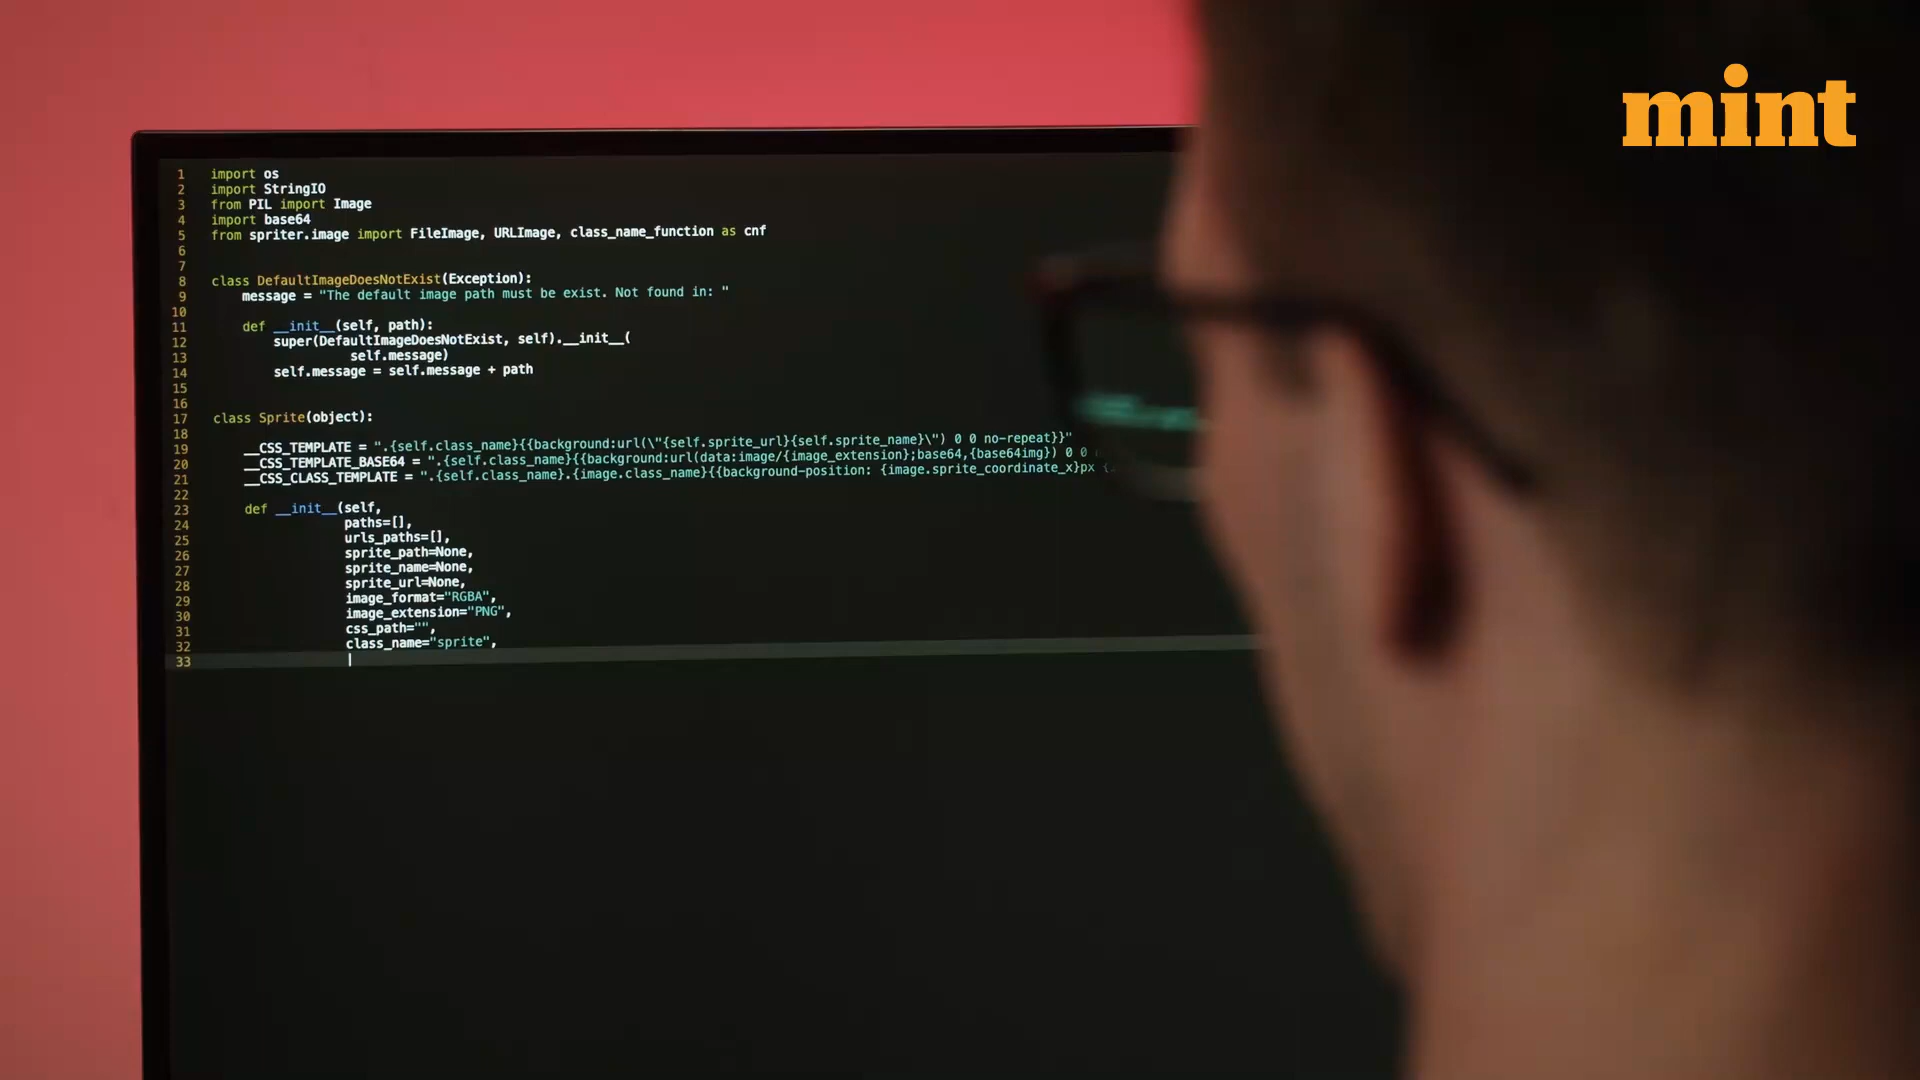 mint
1 import os
2 import StringIO
3 from PIL import Image
4 import base64
5 from spriter.image import FileImage, URLImage, class_name_function as cnf
6
7
8 class DefaultImageDoesNotExist(Exception):
9 message = "The default image path must be exist. Not found in: "
10
11 def __init__(self, path):
12 super(DefaultImageDoesNotExist, self).__init__(
13 self.message)
14 self.message = self.message + path
15
16
17 class Sprite(object):
18
19 __CSS_TEMPLATE = ".{self.class_name}{{background:url(\"{self.sprite_url}{self.sprite_name}\") 0 0 no-repeat}}"
20 __CSS_TEMPLATE_BASE64 = ".{self.class_name}{{background:url(data:image/{image_extension};base64,{base64img}) 0 0
21 __CSS_CLASS_TEMPLATE = ".{self.class_name}.{image.class_name}{{background-position: {image.sprite_coordinate_x}px
22
23 def __init__(self,
24 paths=[],
25 urls_paths=[],
26 sprite_path=None,
27 sprite_name=None,
28 sprite_url=None,
29 image_format="RGBA",
30 image_extension="PNG",
31 css_path="",
32 class_name="sprite",
33